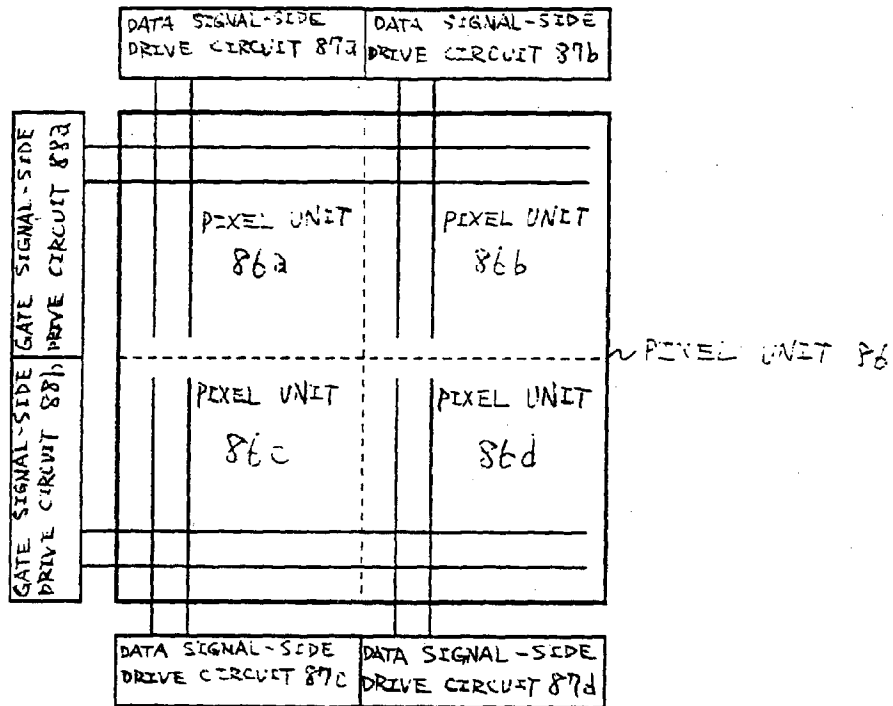 DATA SIGNAL-SIDE
DRIVE CIRCUIT 87a
DATA SIGNAL-SIDE
DRIVE CIRCUIT 87b
GATE SIGNAL-SIDE
DRIVE CIRCUIT 88a
PIXEL UNIT
86a
PIXEL UNIT
86b
PIXEL UNIT 86
GATE SIGNAL-SIDE
DRIVE CIRCUIT 88b
PIXEL UNIT
86c
PIXEL UNIT
86d
DATA SIGNAL-SIDE
DRIVE CIRCUIT 87c
DATA SIGNAL-SIDE
DRIVE CIRCUIT 87d